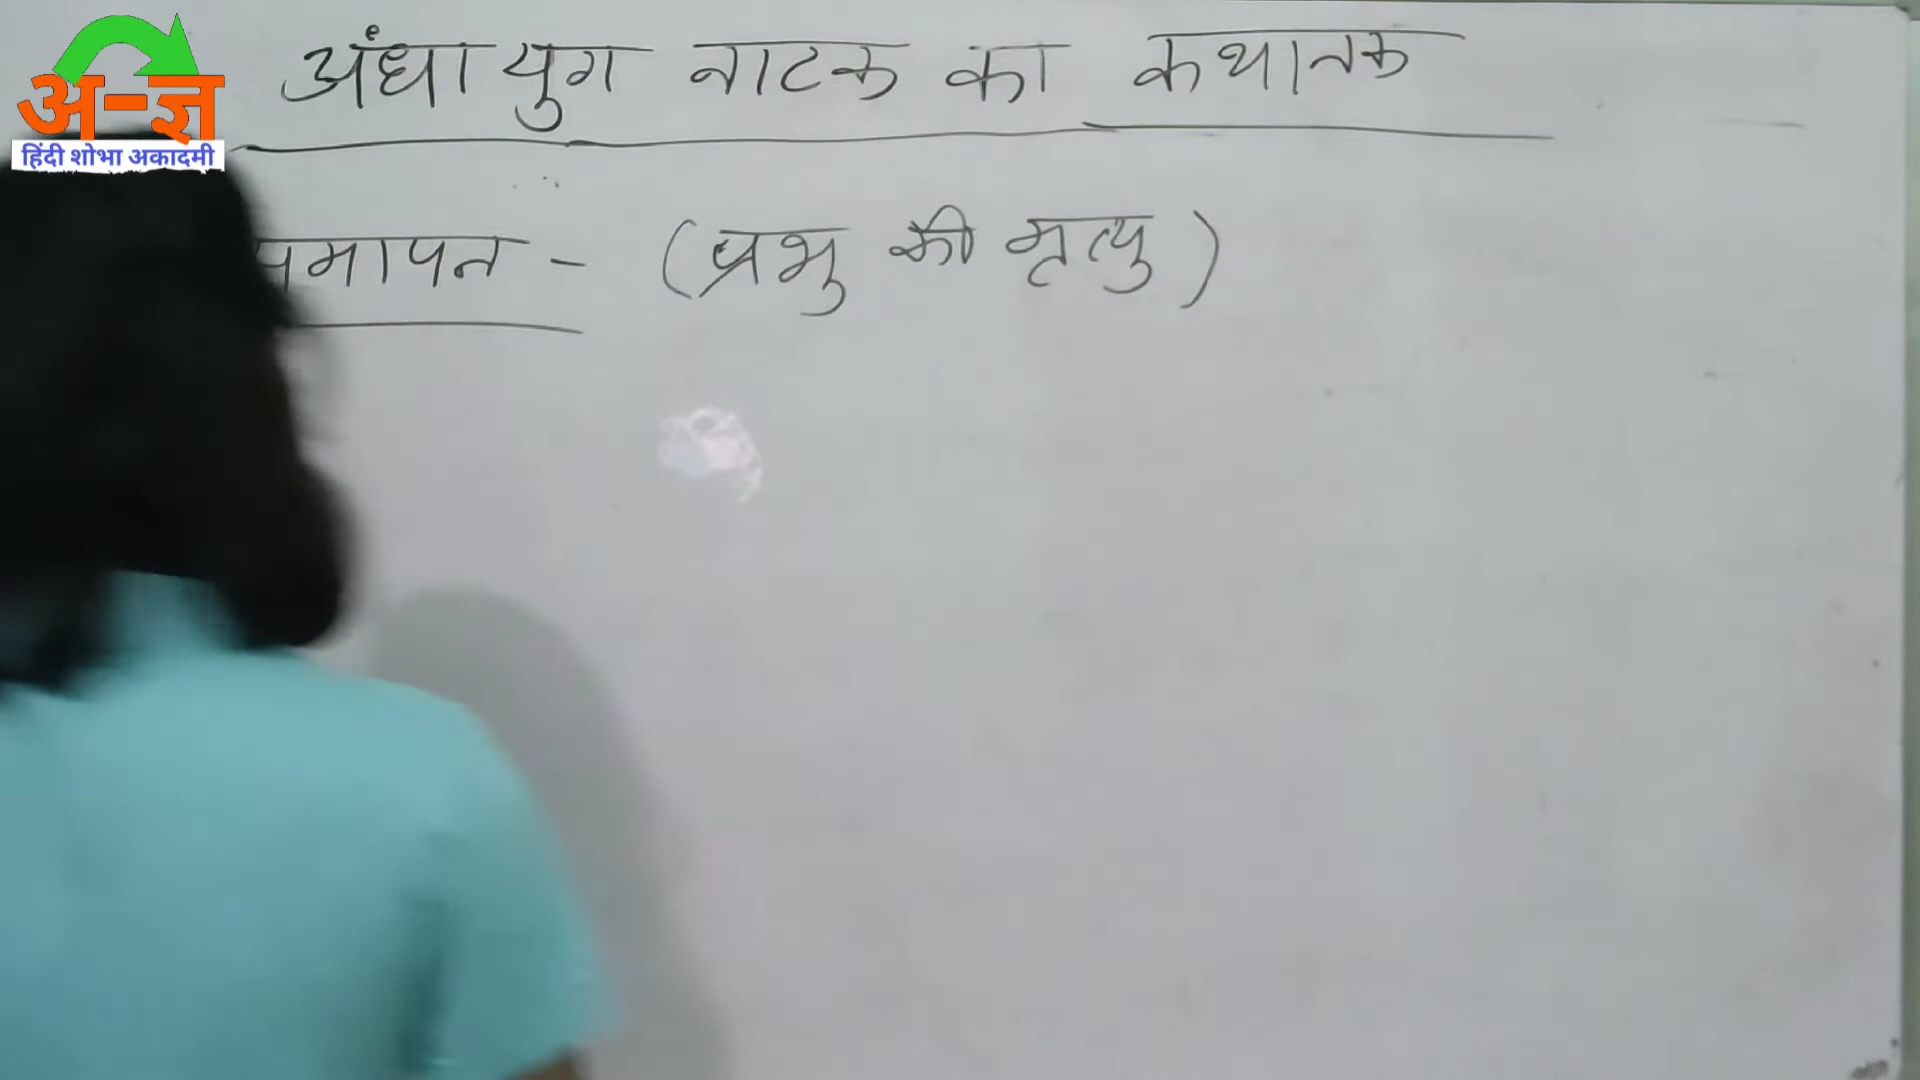 अ-ज्ञ
हिंदी शोभा अकादमी
अंधा युग नाटक का कथानक
समापन - (प्रभु की मृत्यु)